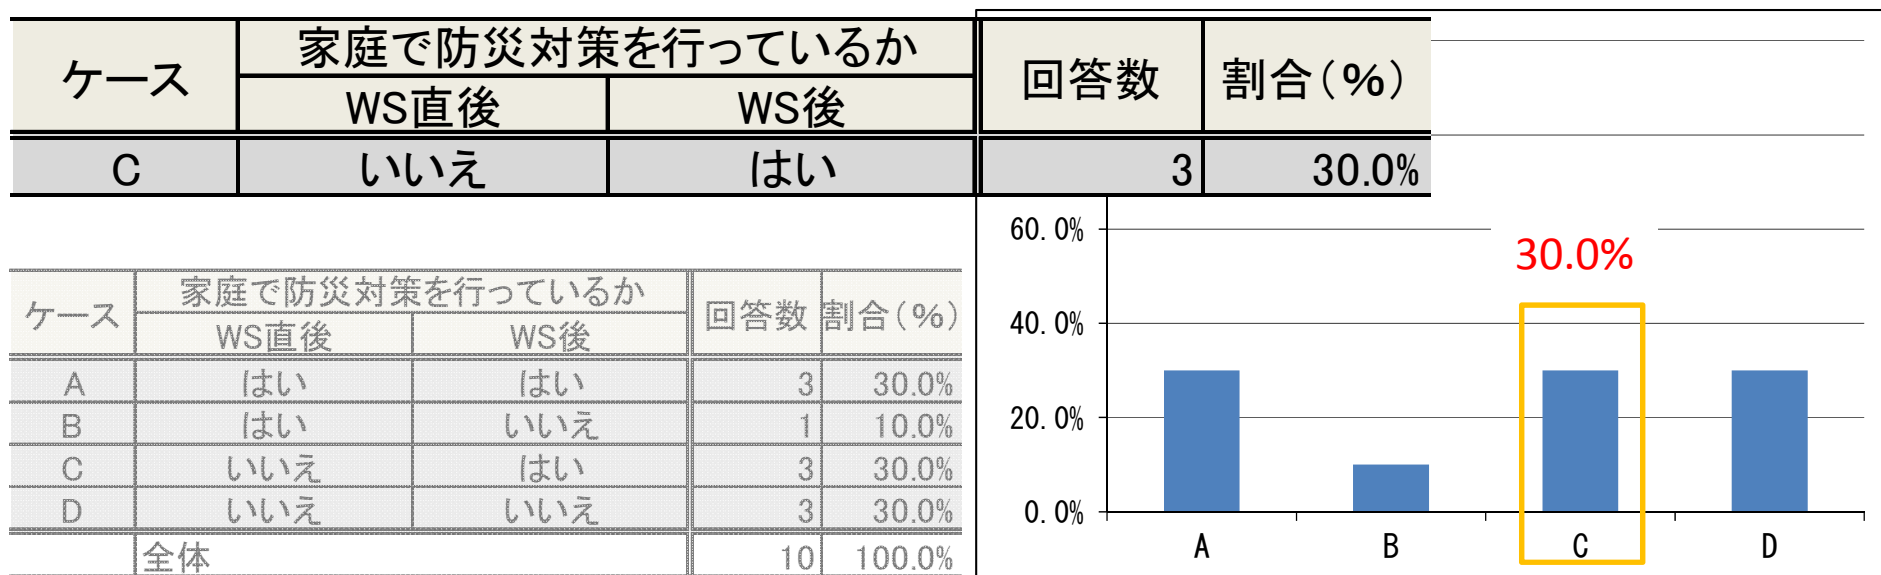 ケース 家庭で防災対策を行っているか 回答数 割合(%)
WS直後 WS後
C いいえ はい 3 30.0%
ケース 家庭で防災対策を行っているか 回答数 割合(%)
WS直後 WS後
A はい はい 3 30.0%
B はい いいえ 1 10.0%
C いいえ はい 3 30.0%
D いいえ いいえ 3 30.0%
全体 10 100.0%
60.0%
30.0%
40.0%
20.0%
0.0%
A B C D